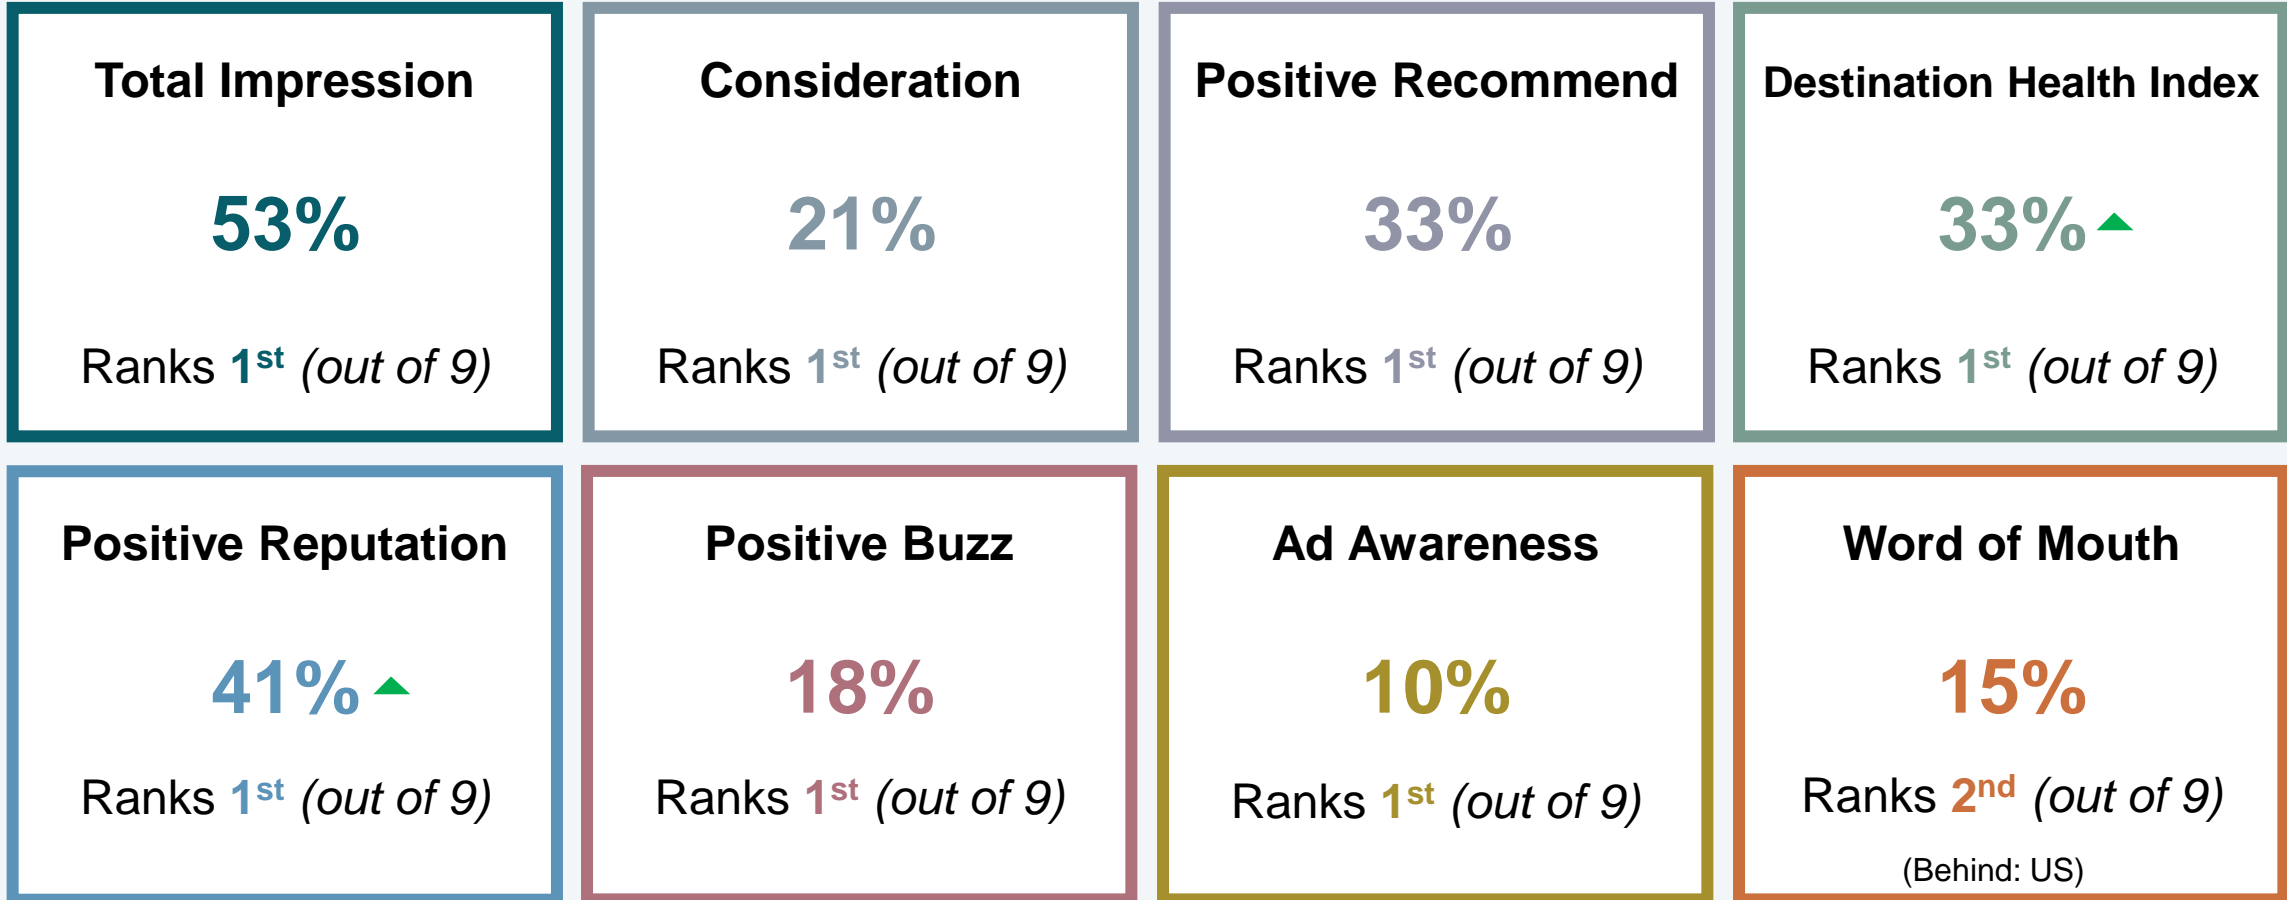 Total Impression
53%
Ranks 1st (out of 9)
Consideration
21%
Ranks 1st (out of 9)
Positive Recommend
33%
Ranks 1st (out of 9)
Destination Health Index
33%
Ranks 1st (out of 9)
Positive Reputation
41%
Ranks 1st (out of 9)
Positive Buzz
18%
Ranks 1st (out of 9)
Ad Awareness
10%
Ranks 1st (out of 9)
Word of Mouth
15%
Ranks 2nd (out of 9)
(Behind: US)